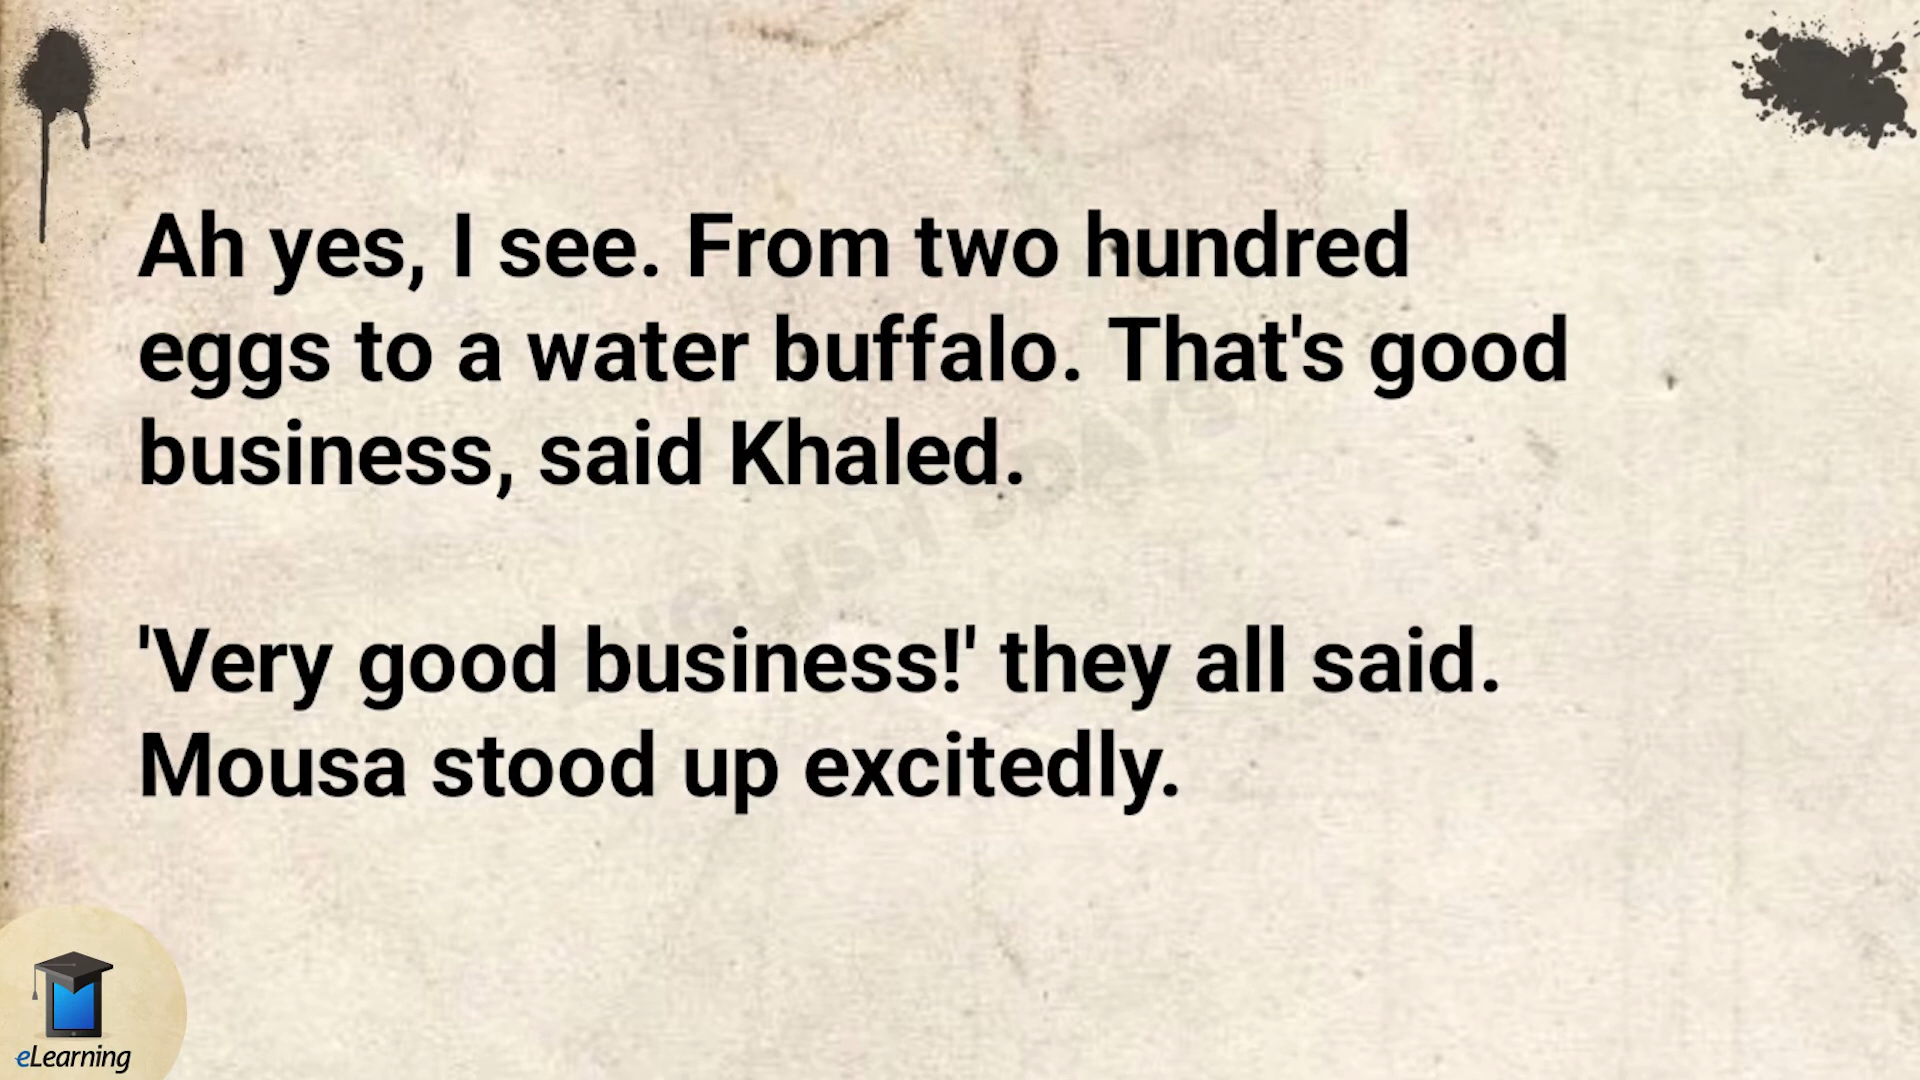 Ah yes, I see. From two hundred
eggs to a water buffalo. That's good
business, said Khaled.
'Very good business!' they all said.
Mousa stood up excitedly.
eLearning